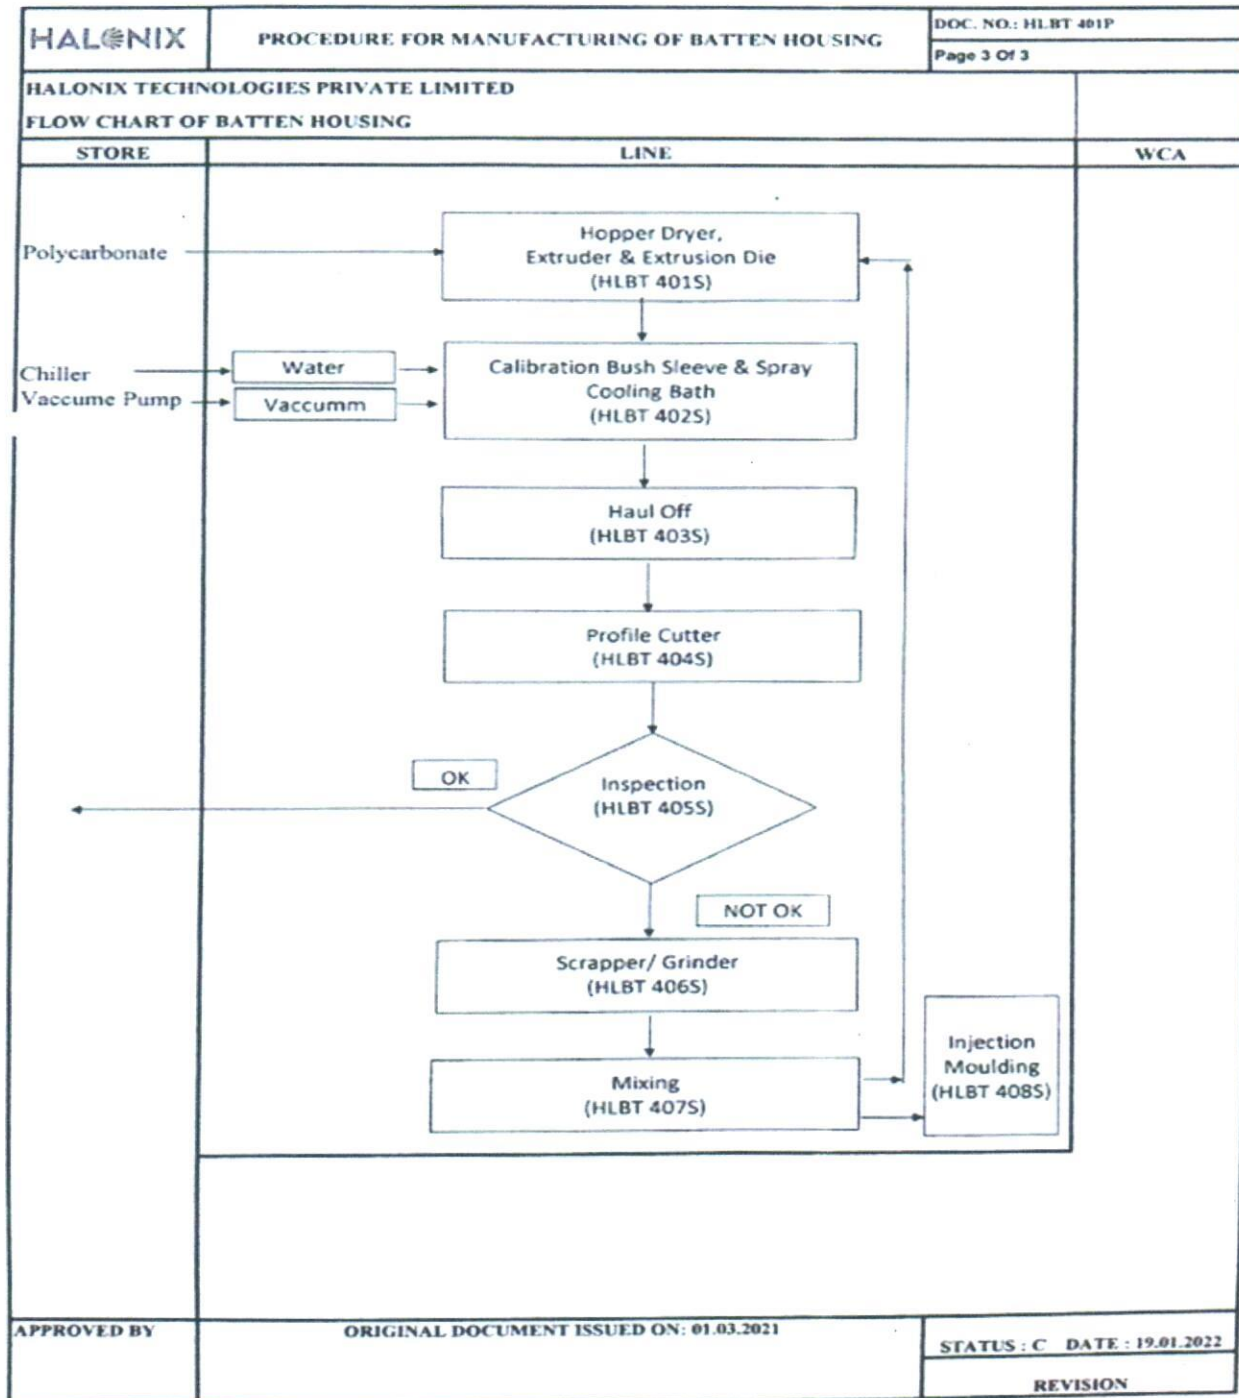 HALONIX
PROCEDURE FOR MANUFACTURING OF BATTEN HOUSING
DOC. NO.: HLBT 401P
Page 3 Of 3
HALONIX TECHNOLOGIES PRIVATE LIMITED
FLOW CHART OF BATTEN HOUSING
STORE
LINE
WCA
Polycarbonate
Hopper Dryer,
Extruder & Extrusion Die
(HLBT 401S)
Chiller
Vaccume Pump
Water
Vaccumm
Calibration Bush Sleeve & Spray
Cooling Bath
(HLBT 402S)
Haul Off
(HLBT 403S)
Profile Cutter
(HLBT 404S)
OK
Inspection
(HLBT 405S)
NOT OK
Scrapper/ Grinder
(HLBT 406S)
Mixing
(HLBT 407S)
Injection
Moulding
(HLBT 408S)
APPROVED BY
ORIGINAL DOCUMENT ISSUED ON: 01.03.2021
STATUS : C DATE : 19.01.2022
REVISION